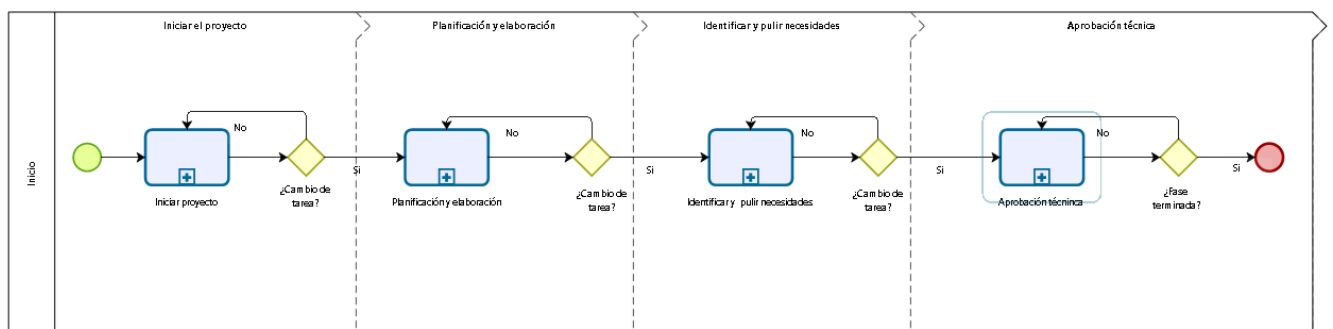 Iniciar el proyecto
Planificación y elaboración
Identificar y pulir necesidades
Aprobación técnica
Inicio
No
No
No
No
Si
Si
Si
Si
Iniciar proyecto
¿Cambio de
tarea?
Planificación y elaboración
¿Cambio de
tarea?
Identificar y pulir necesidades
¿Cambio de
tarea?
Aprobación técninca
¿Fase
terminada?